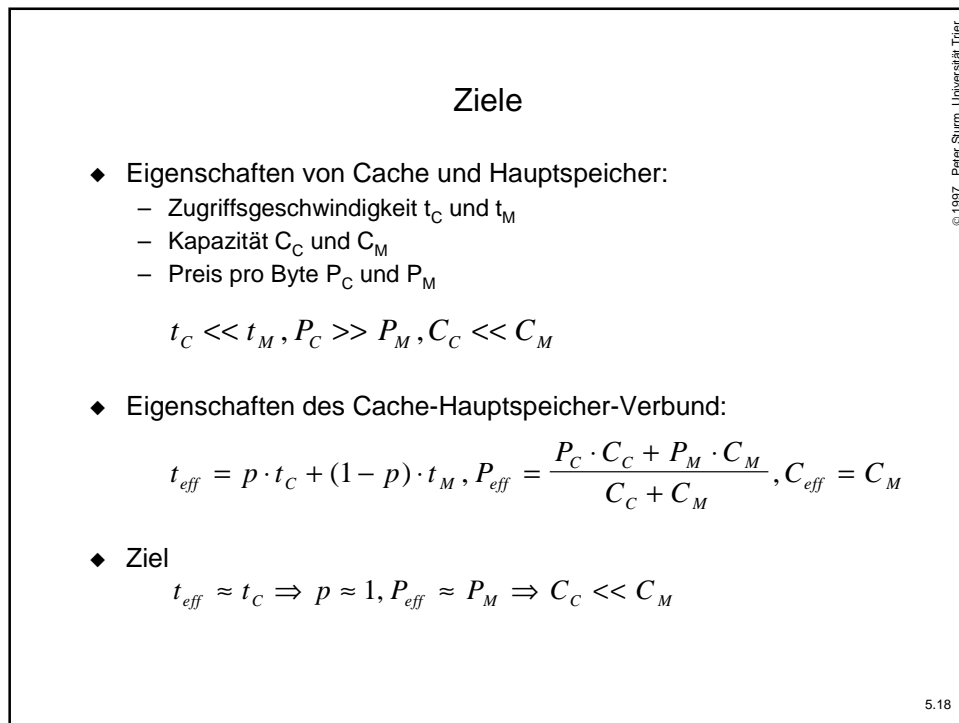 Ziele
◆ Eigenschaften von Cache und Hauptspeicher:
– Zugriffsgeschwindigkeit t_C und t_M
– Kapazität C_C und C_M
– Preis pro Byte P_C und P_M
t_C << t_M , P_C >> P_M , C_C << C_M
◆ Eigenschaften des Cache-Hauptspeicher-Verbund:
t_eff = p · t_C + (1 − p) · t_M , P_eff = (P_C · C_C + P_M · C_M) / (C_C + C_M) , C_eff = C_M
◆ Ziel
t_eff ≈ t_C ⇒ p ≈ 1, P_eff ≈ P_M ⇒ C_C << C_M
5.18
© 1997 Peter Sturm, Universität Trier